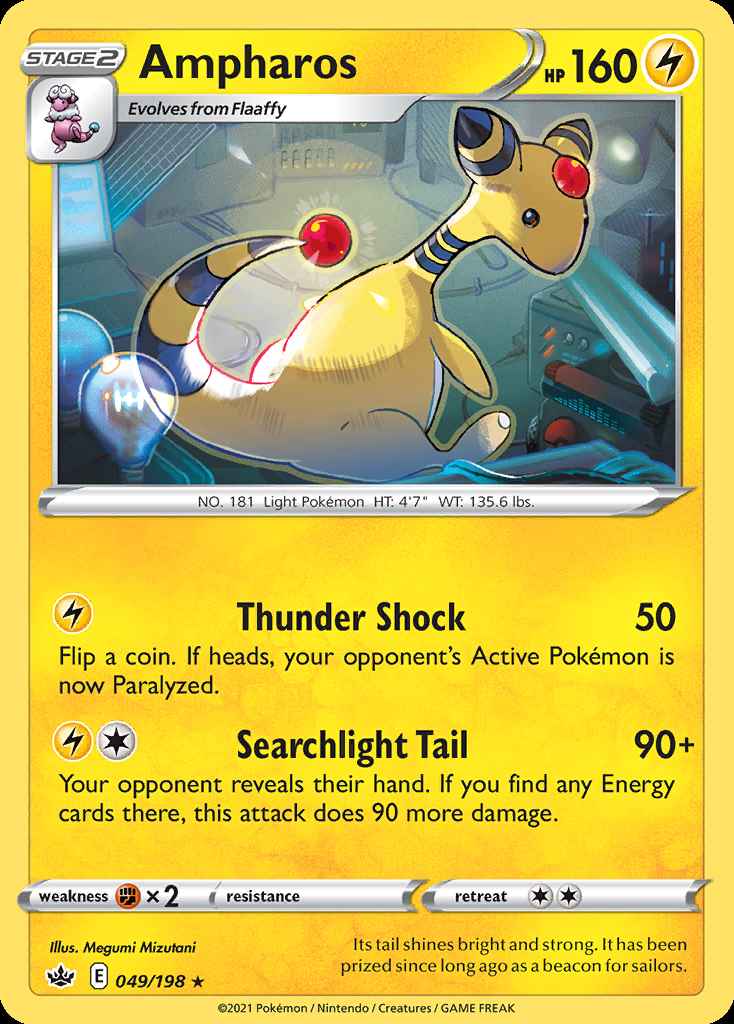 STAGE 2
Ampharos
HP 160
Evolves from Flaaffy
NO. 181 Light Pokémon HT: 4'7" WT: 135.6 lbs.
Thunder Shock 50
Flip a coin. If heads, your opponent's Active Pokémon is
now Paralyzed.
Searchlight Tail 90+
Your opponent reveals their hand. If you find any Energy
cards there, this attack does 90 more damage.
weakness ×2 resistance retreat
Illus. Megumi Mizutani
Its tail shines bright and strong. It has been
prized since long ago as a beacon for sailors.
E 049/198 ★
©2021 Pokémon / Nintendo / Creatures / GAME FREAK